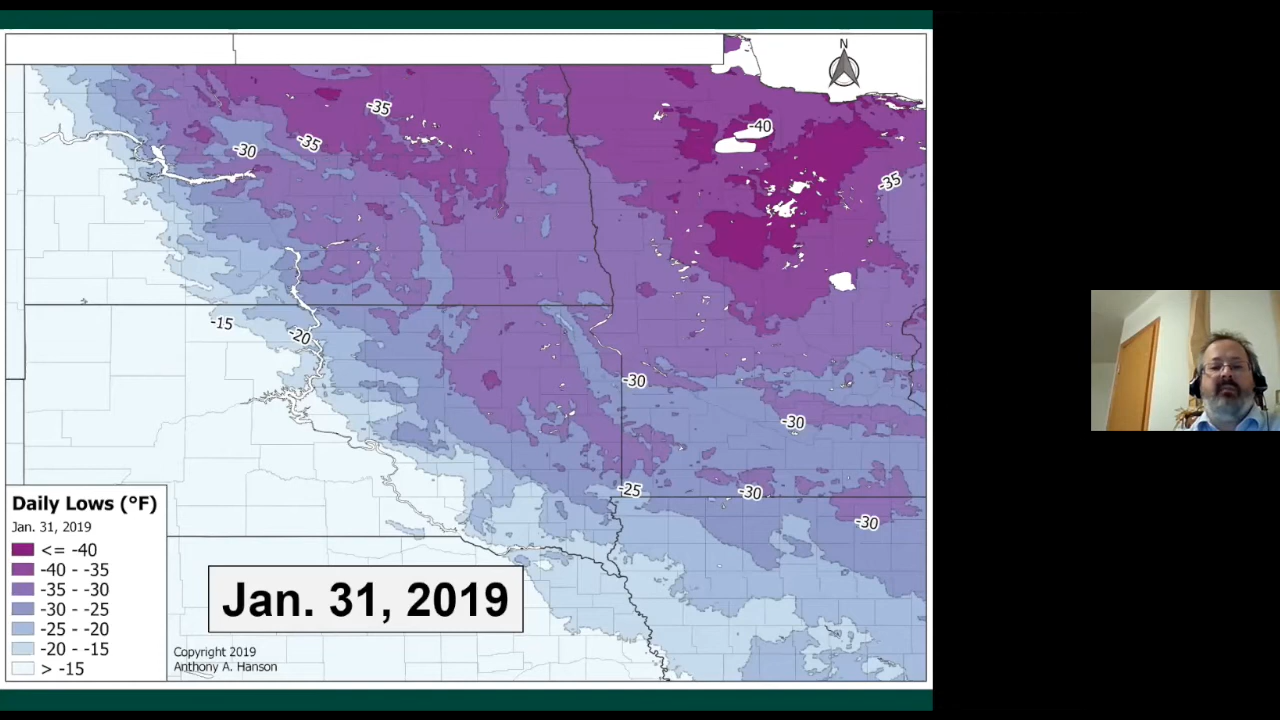 N
-35
-40
-35
-30
-35
-15
-20
-30
-30
-25
-30
-30
Daily Lows (°F)
Jan. 31, 2019
<= -40
-40 - -35
-35 - -30
-30 - -25
-25 - -20
-20 - -15
> -15
Jan. 31, 2019
Copyright 2019
Anthony A. Hanson